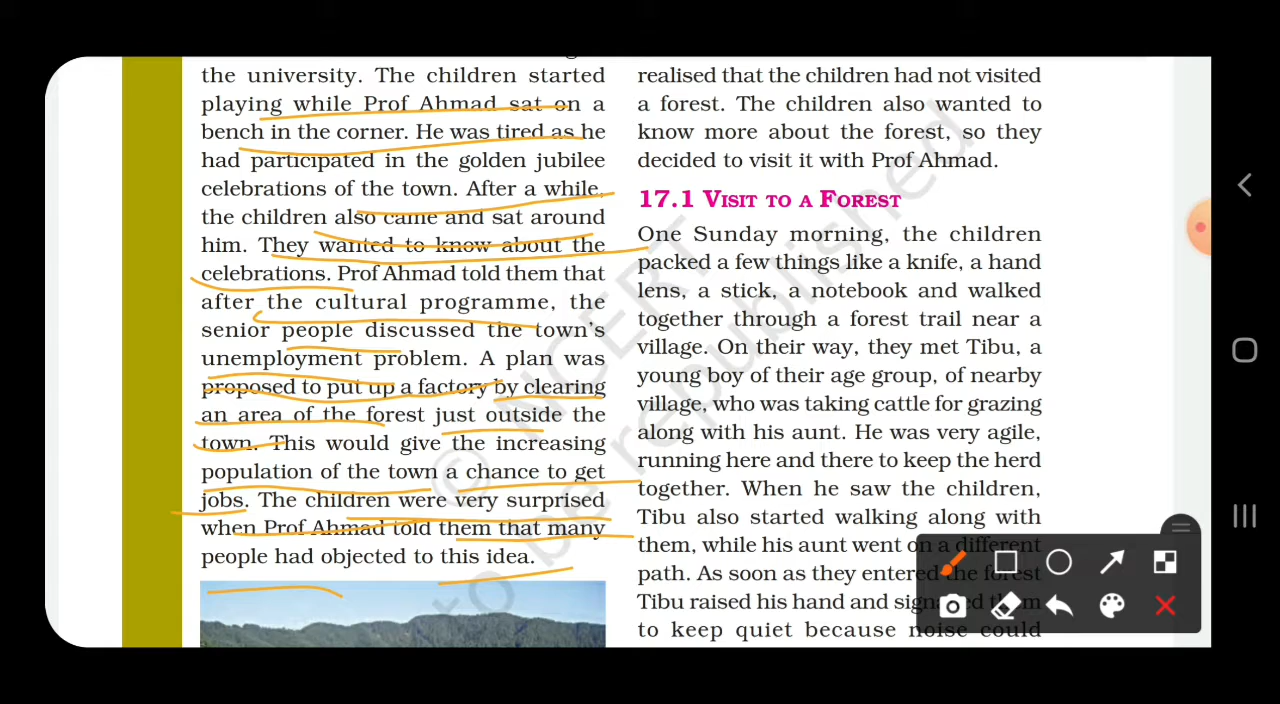 the university. The children started
playing while Prof Ahmad sat on a
bench in the corner. He was tired as he
had participated in the golden jubilee
celebrations of the town. After a while,
the children also came and sat around
him. They wanted to know about the
celebrations. Prof Ahmad told them that
after the cultural programme, the
senior people discussed the town's
unemployment problem. A plan was
proposed to put up a factory by clearing
an area of the forest just outside the
town. This would give the increasing
population of the town a chance to get
jobs. The children were very surprised
when Prof Ahmad told them that many
people had objected to this idea.
realised that the children had not visited
a forest. The children also wanted to
know more about the forest, so they
decided to visit it with Prof Ahmad.
17.1 VISIT TO A FOREST
One Sunday morning, the children
packed a few things like a knife, a hand
lens, a stick, a notebook and walked
together through a forest trail near a
village. On their way, they met Tibu, a
young boy of their age group, of nearby
village, who was taking cattle for grazing
along with his aunt. He was very agile,
running here and there to keep the herd
together. When he saw the children,
Tibu also started walking along with
them, while his aunt went on a different
path. As soon as they entered the forest
Tibu raised his hand and signalled them
to keep quiet because noise could
© NCERT
to be republished